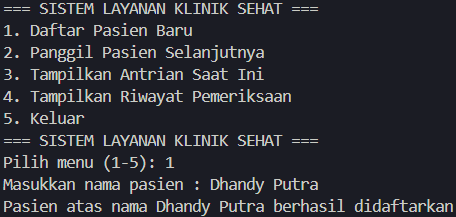 === SISTEM LAYANAN KLINIK SEHAT ===
1. Daftar Pasien Baru
2. Panggil Pasien Selanjutnya
3. Tampilkan Antrian Saat Ini
4. Tampilkan Riwayat Pemeriksaan
5. Keluar
=== SISTEM LAYANAN KLINIK SEHAT ===
Pilih menu (1-5): 1
Masukkan nama pasien : Dhandy Putra
Pasien atas nama Dhandy Putra berhasil didaftarkan